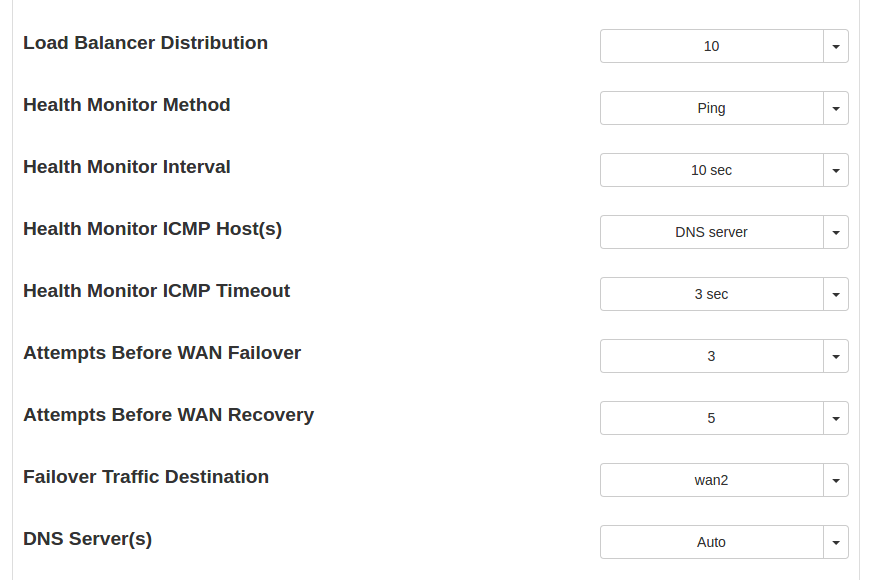 Load Balancer Distribution 10
Health Monitor Method Ping
Health Monitor Interval 10 sec
Health Monitor ICMP Host(s) DNS server
Health Monitor ICMP Timeout 3 sec
Attempts Before WAN Failover 3
Attempts Before WAN Recovery 5
Failover Traffic Destination wan2
DNS Server(s) Auto